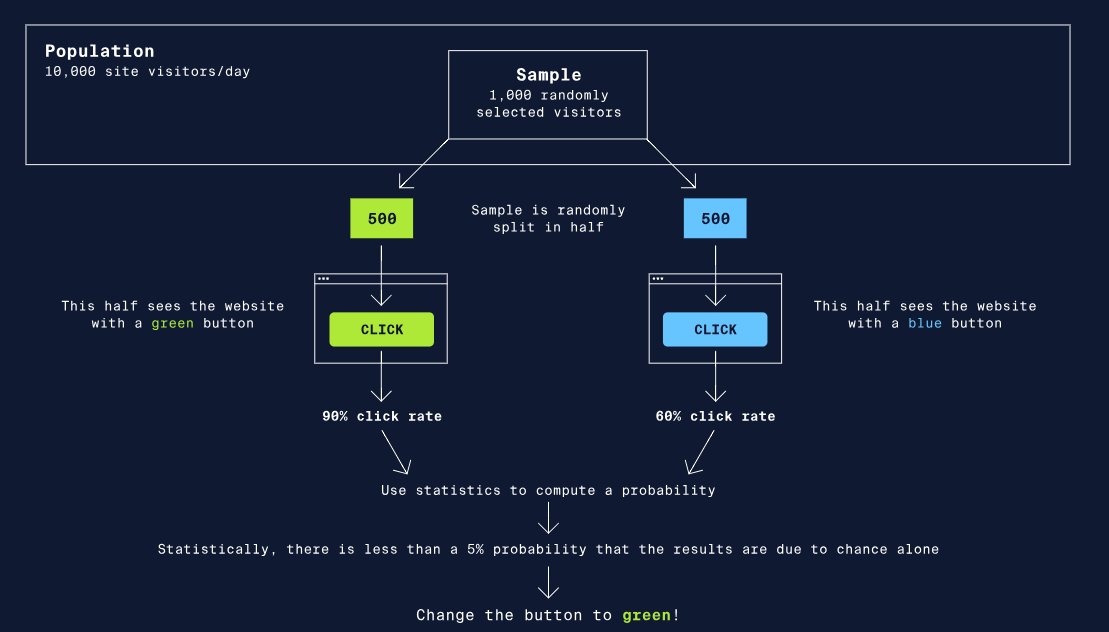 Population
10,000 site visitors/day
Sample
1,000 randomly
selected visitors
500
Sample is randomly
split in half
500
This half sees the website
with a green button
CLICK
CLICK
This half sees the website
with a blue button
90% click rate
60% click rate
Use statistics to compute a probability
Statistically, there is less than a 5% probability that the results are due to chance alone
Change the button to green!